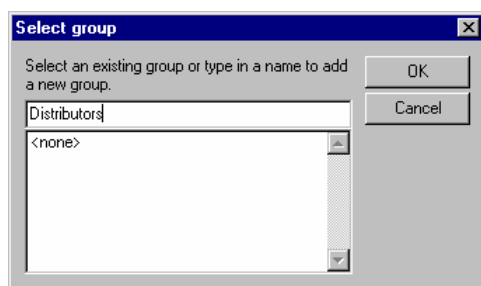 Select group
Select an existing group or type in a name to add
a new group.
OK
Distributors
Cancel
<none>